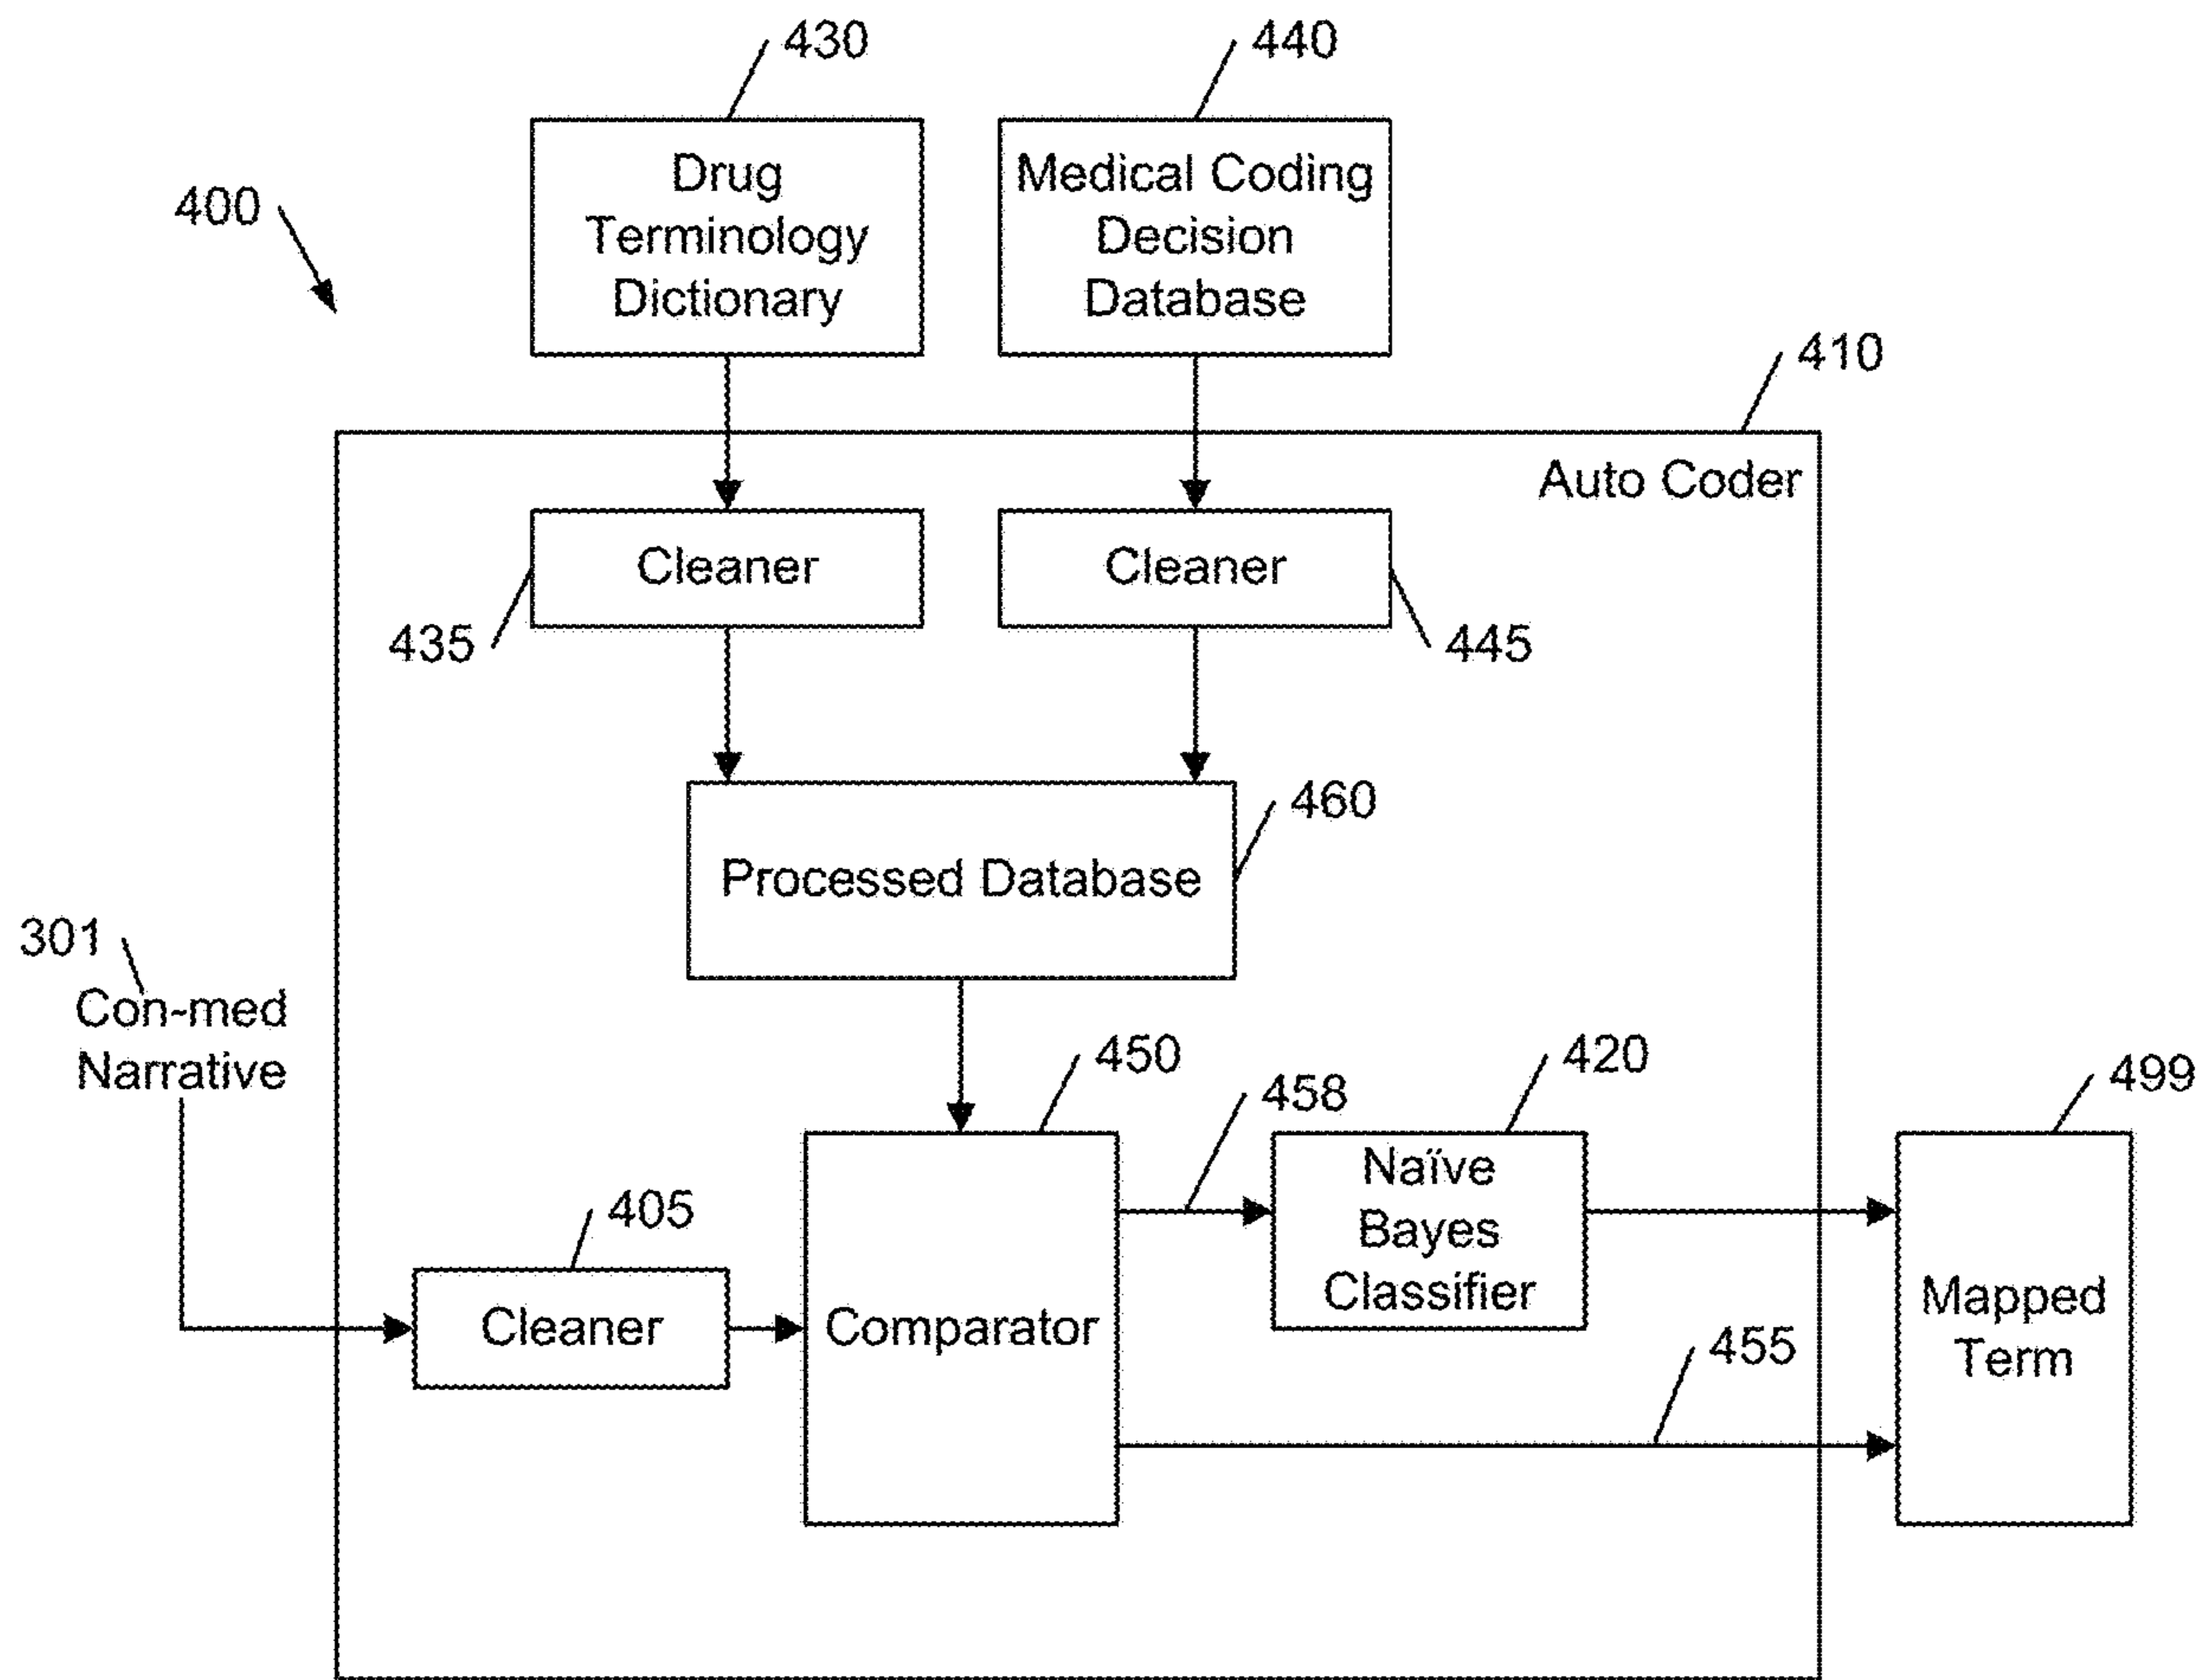 430
440
Drug
Terminology
Dictionary
Medical Coding
Decision
Database
400
410
Auto Coder
Cleaner
Cleaner
435
445
460
Processed Database
301
Con-med
Narrative
450
420
458
499
Naïve
Bayes
Classifier
405
Cleaner
Comparator
Mapped
Term
455